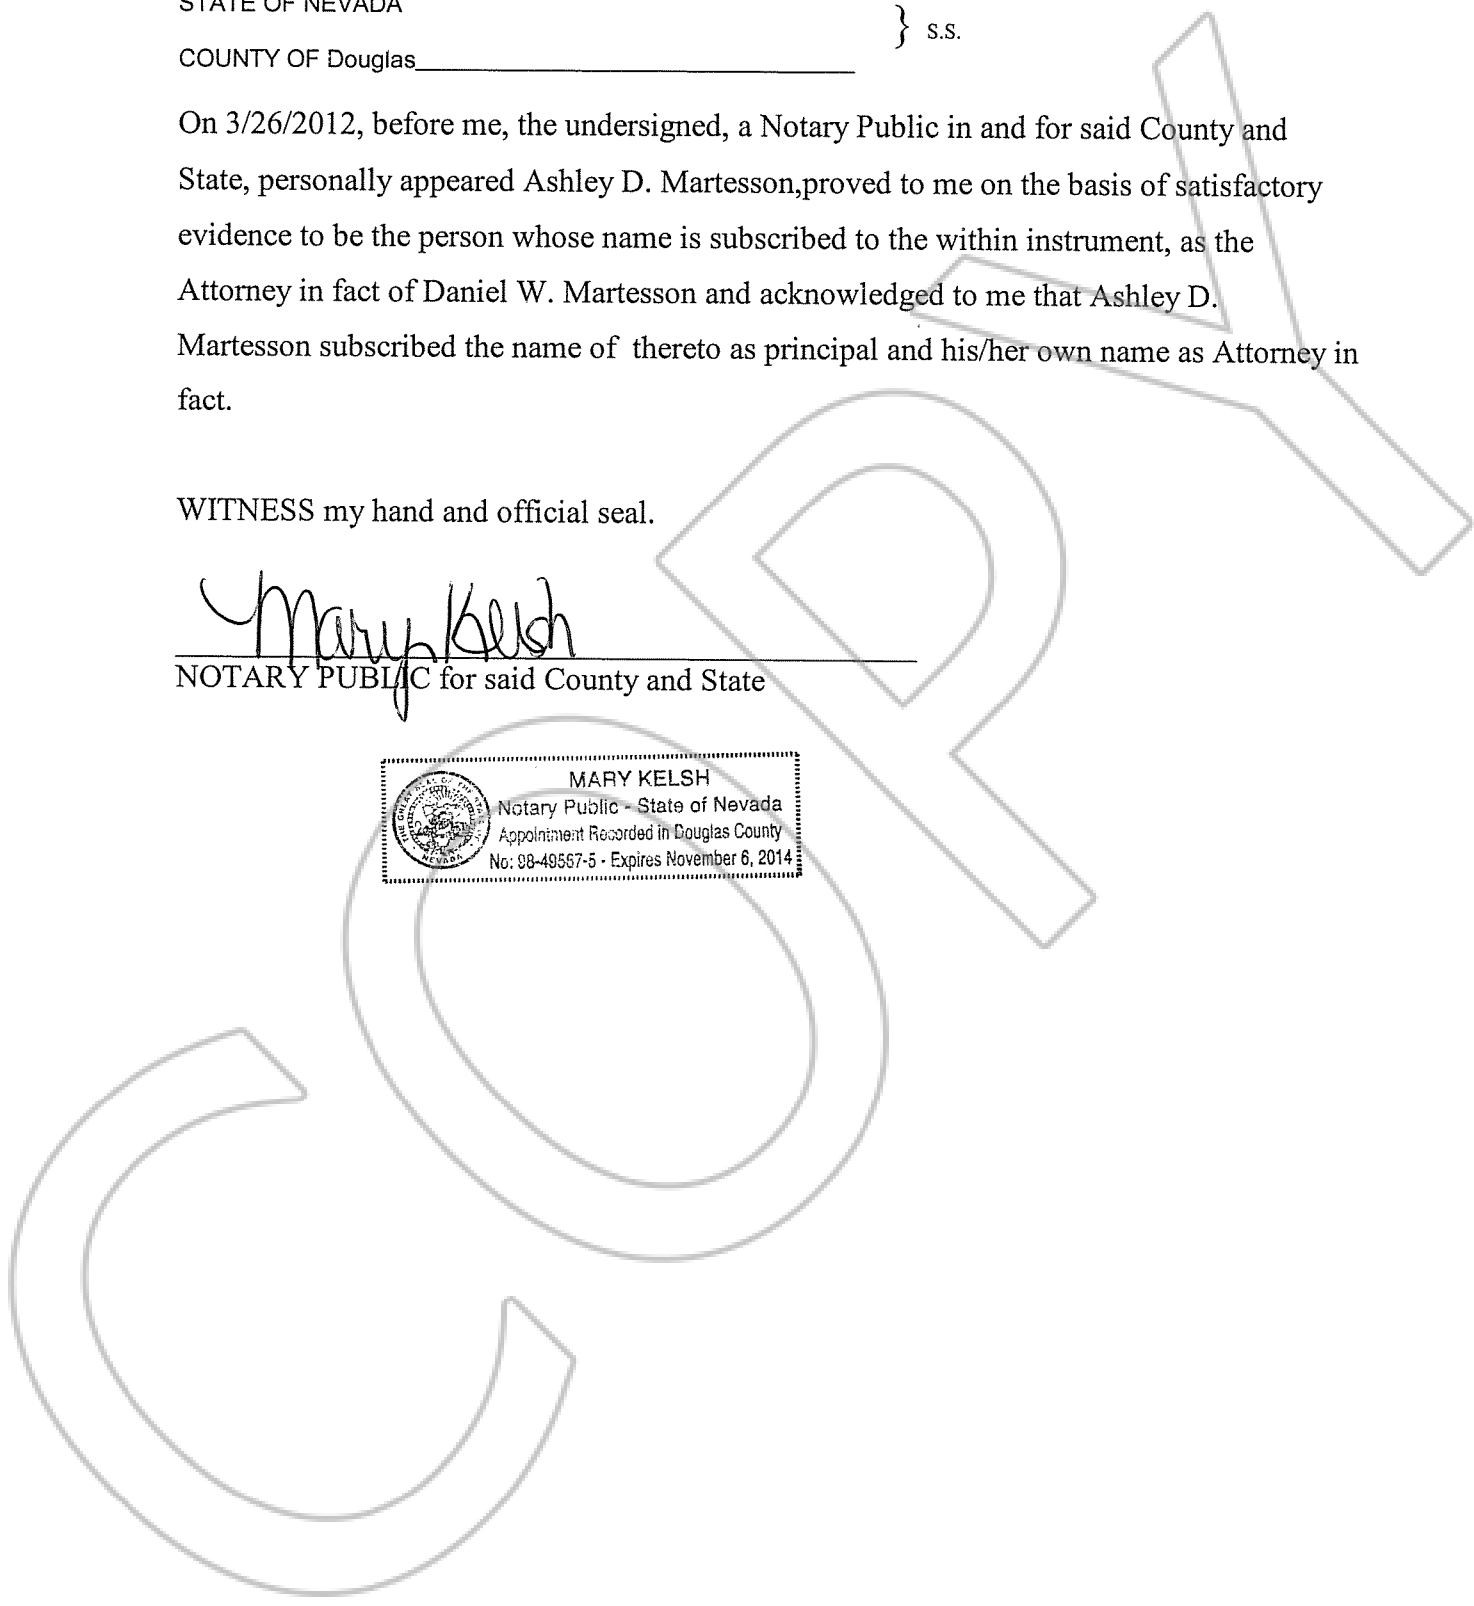 STATE OF NEVADA
} s.s.
COUNTY OF Douglas
On 3/26/2012, before me, the undersigned, a Notary Public in and for said County and
State, personally appeared Ashley D. Martesson,proved to me on the basis of satisfactory
evidence to be the person whose name is subscribed to the within instrument, as the
Attorney in fact of Daniel W. Martesson and acknowledged to me that Ashley D.
Martesson subscribed the name of thereto as principal and his/her own name as Attorney in
fact.
WITNESS my hand and official seal.
Mary Kelsh
NOTARY PUBLIC for said County and State
MARY KELSH
Notary Public - State of Nevada
Appointment Recorded in Douglas County
No: 98-49567-5 - Expires November 6, 2014
COPY